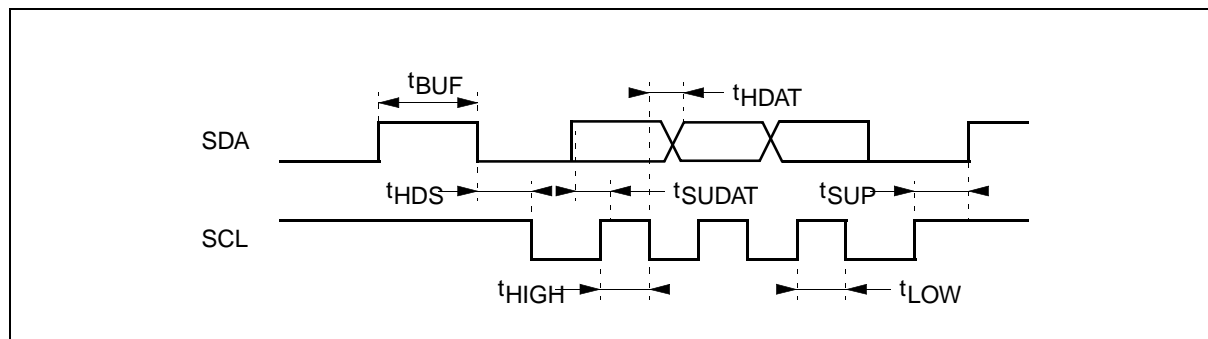 tBUF
tHDAT
SDA
tHDS
tSUDAT
tSUP
SCL
tHIGH
tLOW